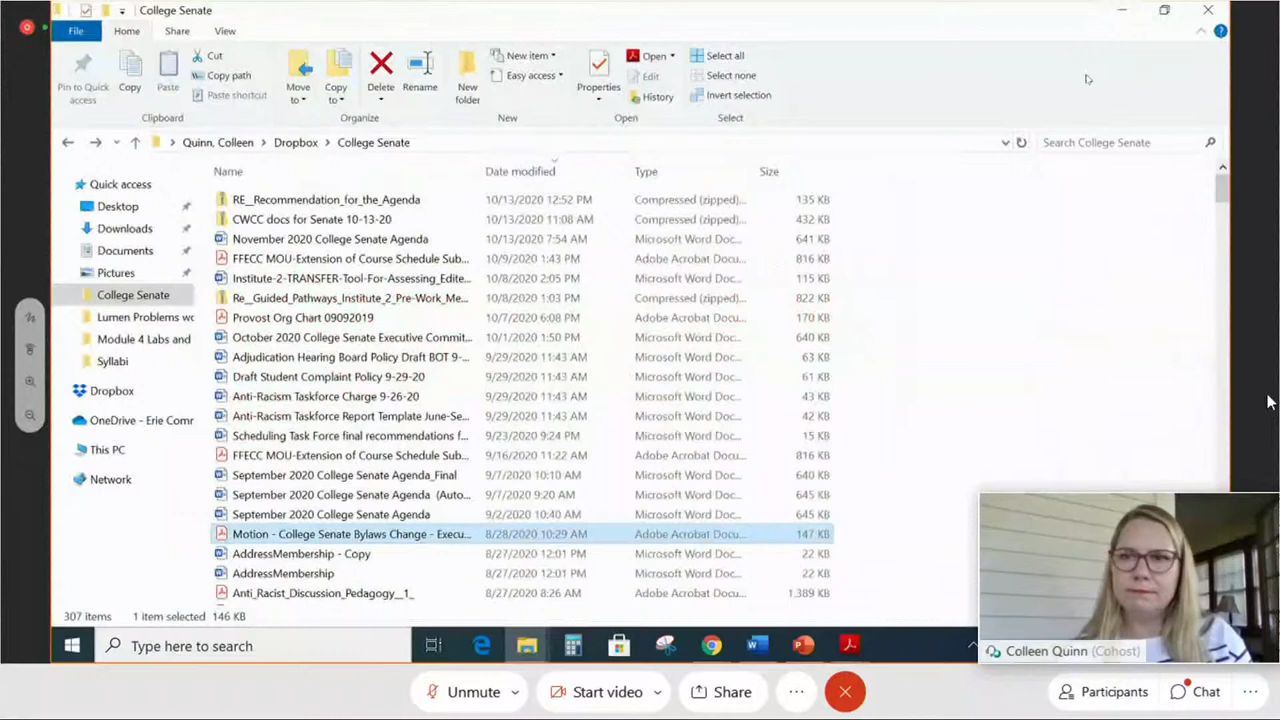 College Senate
File Home Share View
Pin to Quick access
Copy
Paste
Cut
Copy path
Paste shortcut
Clipboard
Move to
Copy to
Delete
Rename
Organize
New folder
New item
Easy access
New
Properties
Open
Edit
History
Open
Select all
Select none
Invert selection
Select
Quinn, Colleen > Dropbox > College Senate
Search College Senate
Quick access
Desktop
Downloads
Documents
Pictures
College Senate
Lumen Problems wc
Module 4 Labs and
Syllabi
Dropbox
OneDrive - Erie Comr
This PC
Network
Name Date modified Type Size
RE__Recommendation_for_the_Agenda 10/13/2020 12:52 PM Compressed (zipped)... 135 KB
CWCC docs for Senate 10-13-20 10/13/2020 11:08 AM Compressed (zipped)... 432 KB
November 2020 College Senate Agenda 10/13/2020 7:54 AM Microsoft Word Doc... 641 KB
FFECC MOU-Extension of Course Schedule Sub... 10/9/2020 1:43 PM Adobe Acrobat Docu... 816 KB
Institute-2-TRANSFER-Tool-For-Assessing_Edite... 10/8/2020 2:05 PM Microsoft Word Doc... 115 KB
Re__Guided_Pathways_Institute_2_Pre-Work_Me... 10/8/2020 1:03 PM Compressed (zipped)... 822 KB
Provost Org Chart 09092019 10/7/2020 6:08 PM Adobe Acrobat Docu... 170 KB
October 2020 College Senate Executive Commit... 10/1/2020 1:50 PM Microsoft Word Doc... 640 KB
Adjudication Hearing Board Policy Draft BOT 9-... 9/29/2020 11:43 AM Microsoft Word Doc... 63 KB
Draft Student Complaint Policy 9-29-20 9/29/2020 11:43 AM Microsoft Word Doc... 61 KB
Anti-Racism Taskforce Charge 9-26-20 9/29/2020 11:43 AM Microsoft Word Doc... 43 KB
Anti-Racism Taskforce Report Template June-Se... 9/29/2020 11:43 AM Microsoft Word Doc... 42 KB
Scheduling Task Force final recommendations f... 9/23/2020 9:24 PM Microsoft Word Doc... 15 KB
FFECC MOU-Extension of Course Schedule Sub... 9/16/2020 11:22 AM Adobe Acrobat Docu... 816 KB
September 2020 College Senate Agenda_Final 9/7/2020 10:10 AM Microsoft Word Doc... 640 KB
September 2020 College Senate Agenda (Auto... 9/7/2020 9:20 AM Microsoft Word Doc... 645 KB
September 2020 College Senate Agenda 9/2/2020 10:40 AM Microsoft Word Doc... 645 KB
Motion - College Senate Bylaws Change - Execu... 8/28/2020 10:29 AM Adobe Acrobat Docu... 147 KB
AddressMembership - Copy 8/27/2020 12:01 PM Microsoft Word Doc... 22 KB
AddressMembership 8/27/2020 12:01 PM Microsoft Word Doc... 22 KB
Anti_Racist_Discussion_Pedagogy__1_ 8/27/2020 8:26 AM Adobe Acrobat Docu... 1,389 KB
307 items 1 item selected 146 KB
Type here to search
Colleen Quinn (Cohost)
Unmute Start video Share Participants Chat